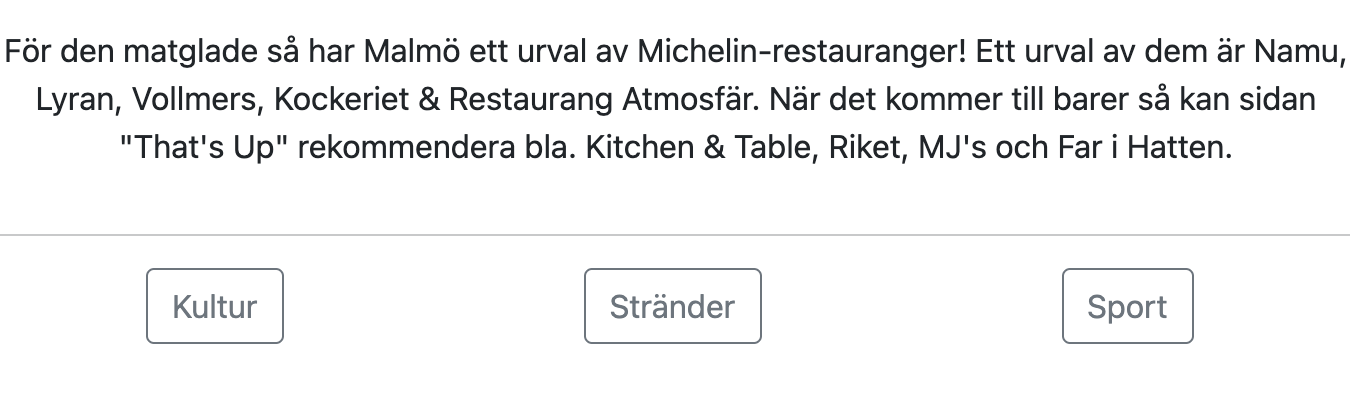 För den matglade så har Malmö ett urval av Michelin-restauranger! Ett urval av dem är Namu,
Lyran, Vollmers, Kockeriet & Restaurang Atmosfär. När det kommer till barer så kan sidan
"That's Up" rekommendera bla. Kitchen & Table, Riket, MJ's och Far i Hatten.
Kultur
Stränder
Sport